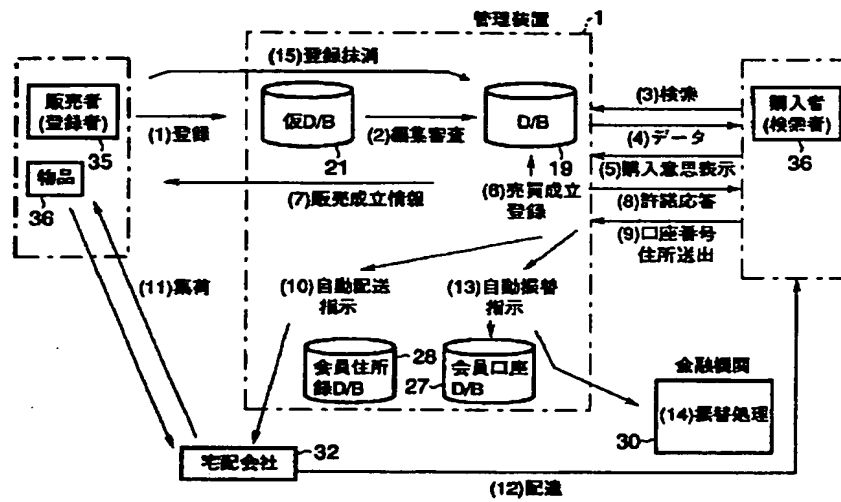 管理装置
1
(15)登録抹消
販売者
(登録者)
35
(1)登録
仮D/B
21
(2)編集審査
D/B
19
(3)検索
(4)データ
(5)購入意思表示
購入者
(検索者)
36
物品
36
(7)販売成立情報
(6)売買成立
登録
(8)許諾応答
(9)口座番号
住所送出
(11)集荷
(10)自動配送
指示
(13)自動振替
指示
会員住所
録D/B
28
会員口座
D/B
27
金融機関
(14)振替処理
30
宅配会社
32
(12)配達